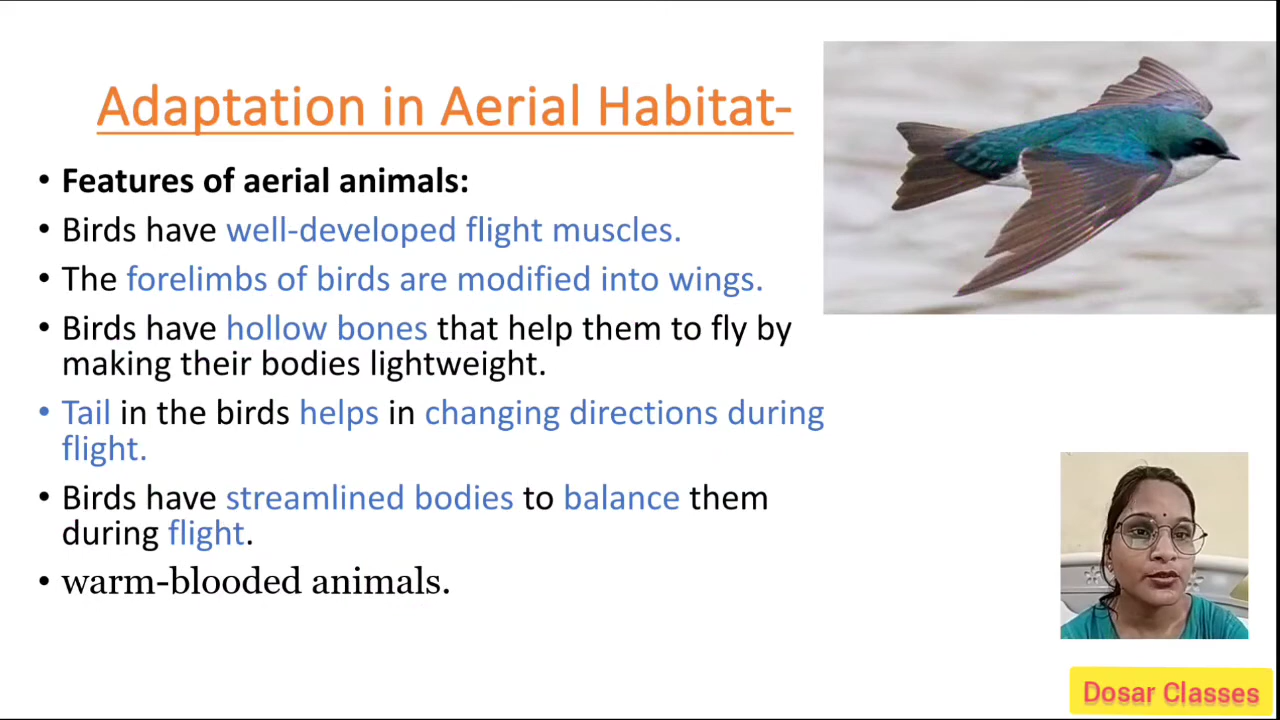 Adaptation in Aerial Habitat-
• Features of aerial animals:
• Birds have well-developed flight muscles.
• The forelimbs of birds are modified into wings.
• Birds have hollow bones that help them to fly by
making their bodies lightweight.
• Tail in the birds helps in changing directions during
flight.
• Birds have streamlined bodies to balance them
during flight.
• warm-blooded animals.
Dosar Classes